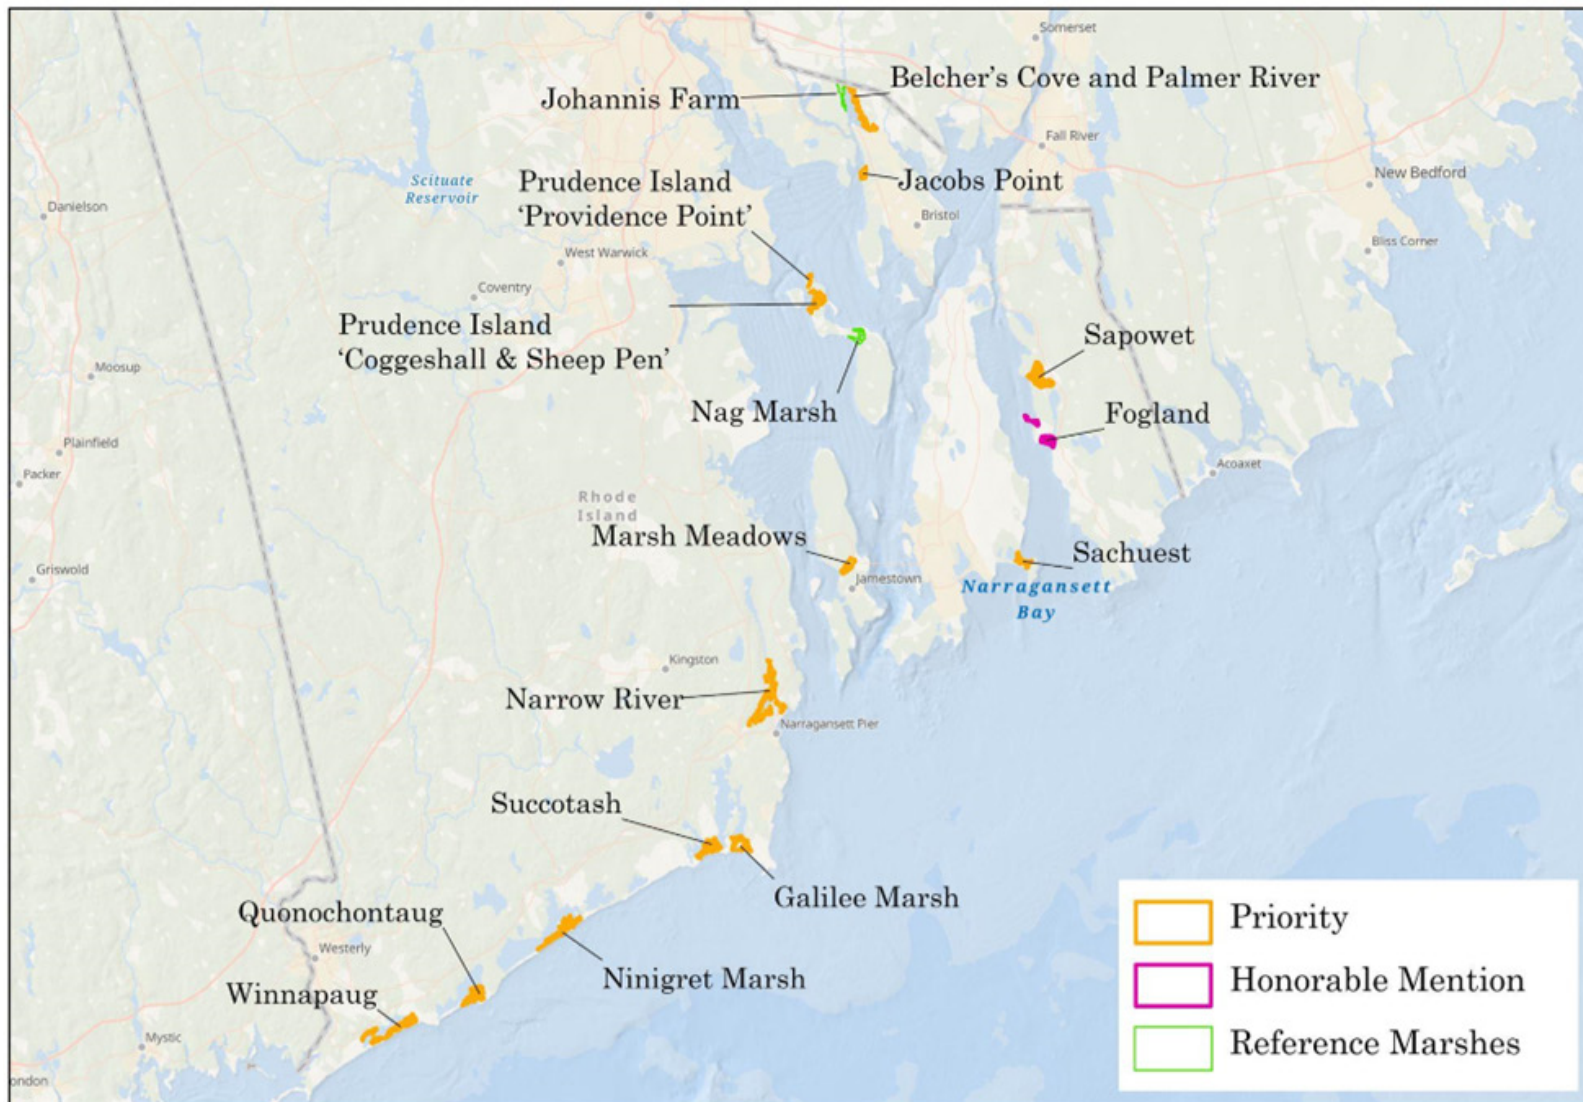 Somerset
Belcher's Cove and Palmer River
Johannis Farm
Fall River
New Bedford
Scituate
Reservoir
Prudence Island
'Providence Point'
Jacobs Point
Danielson
Bristol
Bliss Corner
West Warwick
Coventry
Prudence Island
'Coggeshall & Sheep Pen'
Sapowet
Moosup
Nag Marsh
Fogland
Plainfield
Packer
Acoaxet
Rhode
Island
Marsh Meadows
Sachuest
Griswold
Jamestown
Narragansett
Bay
Kingston
Narrow River
Narragansett Pier
Succotash
Galilee Marsh
Quonochontaug
Westerly
Ninigret Marsh
Winnapaug
Mystic
ondon
Priority
Honorable Mention
Reference Marshes